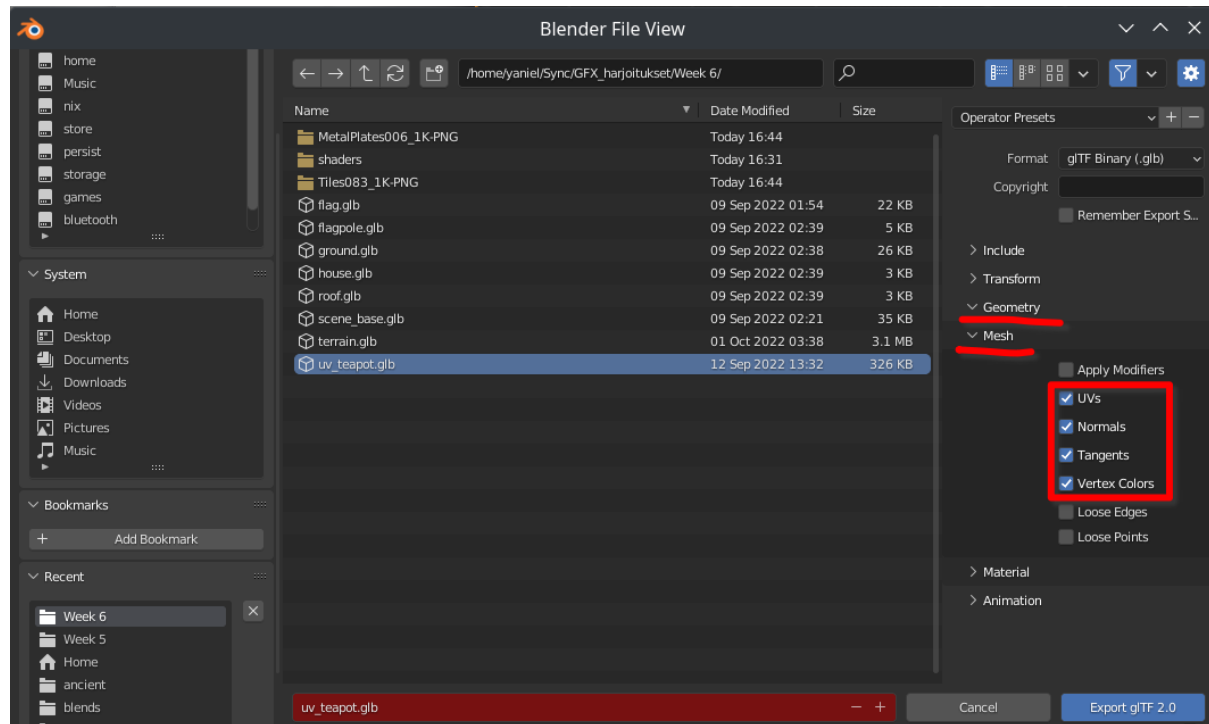 Blender File View
home
Music
nix
store
persist
storage
games
bluetooth
System
Home
Desktop
Documents
Downloads
Videos
Pictures
Music
Bookmarks
Add Bookmark
Recent
Week 6
Week 5
Home
ancient
blends
/home/yaniel/Sync/GFX_harjoitukset/Week 6/
Name Date Modified Size
MetalPlates006_1K-PNG Today 16:44
shaders Today 16:31
Tiles083_1K-PNG Today 16:44
flag.glb 09 Sep 2022 01:54 22 KB
flagpole.glb 09 Sep 2022 02:39 5 KB
ground.glb 09 Sep 2022 02:38 26 KB
house.glb 09 Sep 2022 02:39 3 KB
roof.glb 09 Sep 2022 02:39 3 KB
scene_base.glb 09 Sep 2022 02:21 35 KB
terrain.glb 01 Oct 2022 03:38 3.1 MB
uv_teapot.glb 12 Sep 2022 13:32 326 KB
Operator Presets
Format glTF Binary (.glb)
Copyright
Remember Export S...
Include
Transform
Geometry
Mesh
Apply Modifiers
UVs
Normals
Tangents
Vertex Colors
Loose Edges
Loose Points
Material
Animation
uv_teapot.glb
Cancel Export glTF 2.0